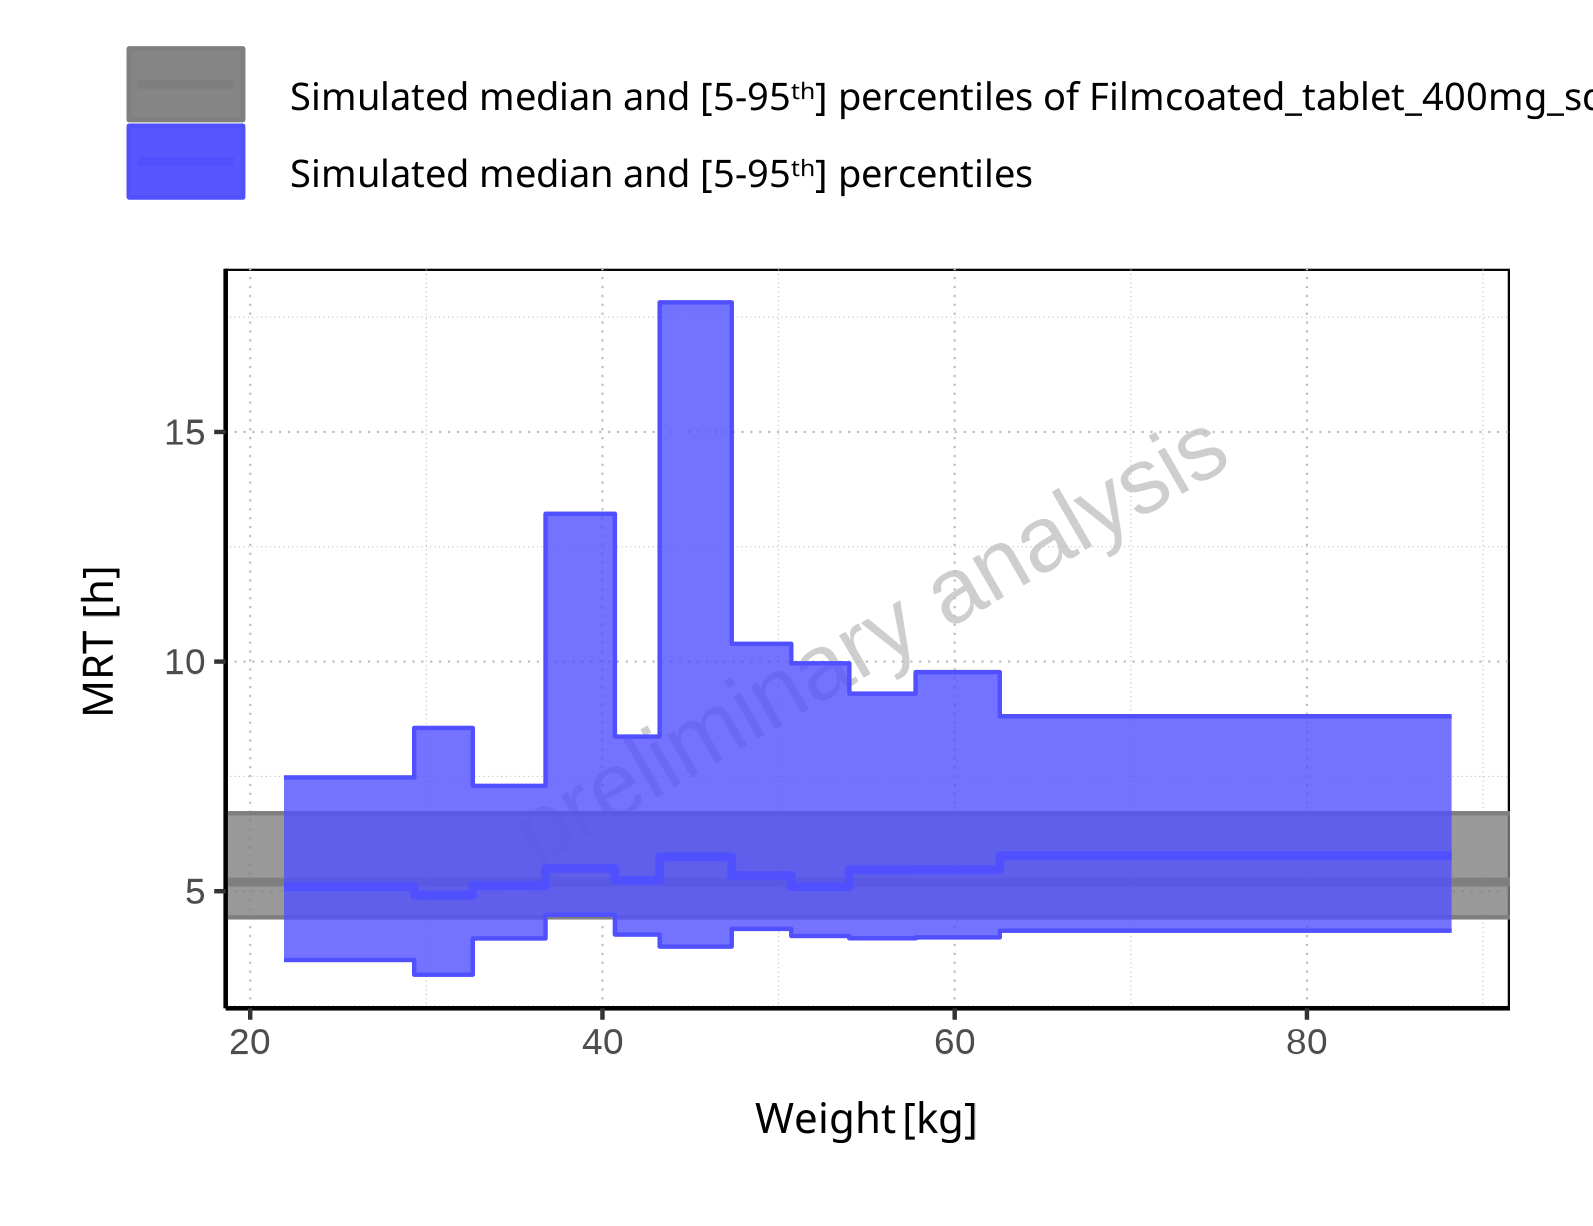 Simulated median and [5-95th] percentiles of Filmcoated_tablet_400mg_
Simulated median and [5-95th] percentiles
MRT [h]
15
10
5
preliminary analysis
20 40 60 80
Weight [kg]